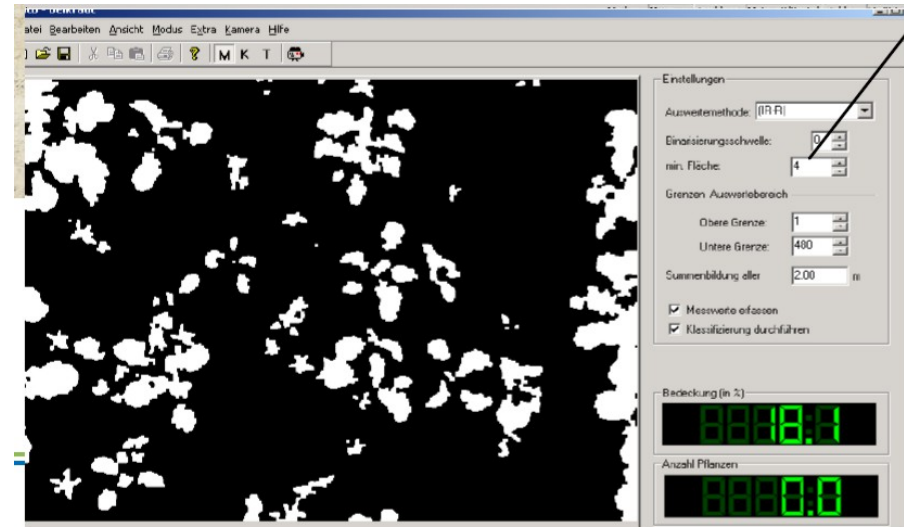 Bearbeiten Ansicht Modus Extra Kamera Hilfe
M K T
Einstellungen
Auswertemethode: (IR-R)
Binarisierungsschwelle: 0
min. Fläche: 4
Grenzen Auswertebereich
Obere Grenze: 1
Untere Grenze: 480
Summenbildung aller 2.00 m
Messwerte erfassen
Klassifizierung durchführen
Bedeckung (in %)
18.1
Anzahl Pflanzen
0.0